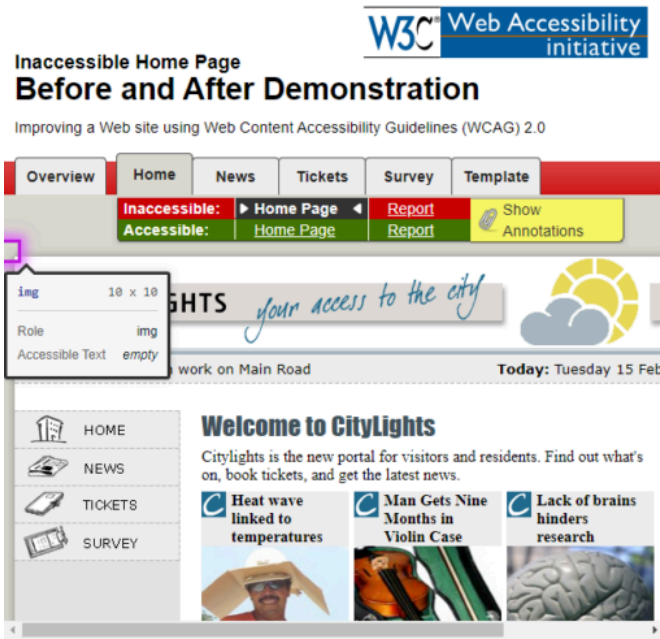 W3C® Web Accessibility
initiative
Inaccessible Home Page
Before and After Demonstration
Improving a Web site using Web Content Accessibility Guidelines (WCAG) 2.0
Overview Home News Tickets Survey Template
Inaccessible: Home Page Report Show
Accessible: Home Page Report Annotations
img 10 x 10
Role img
Accessible Text empty
GHTS your access to the city
work on Main Road Today: Tuesday 15 Feb
HOME
NEWS
TICKETS
SURVEY
Welcome to CityLights
Citylights is the new portal for visitors and residents. Find out what's
on, book tickets, and get the latest news.
C Heat wave
linked to
temperatures
C Man Gets Nine
Months in
Violin Case
C Lack of brains
hinders
research